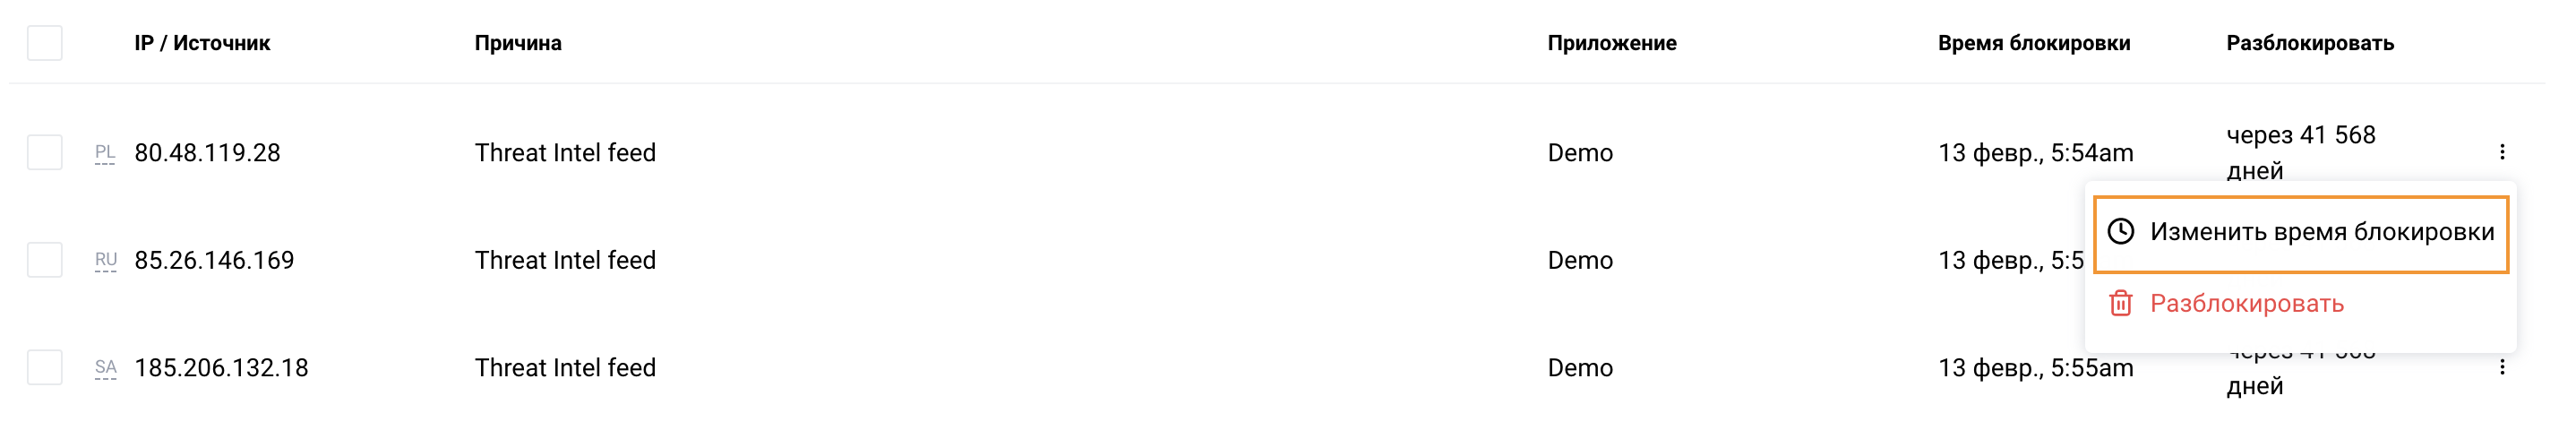 IP / Источник Причина Приложение Время блокировки Разблокировать
PL 80.48.119.28 Threat Intel feed Demo 13 февр., 5:54am через 41 568
дней
Изменить время блокировки
RU 85.26.146.169 Threat Intel feed Demo 13 февр., 5:5
Разблокировать
SA 185.206.132.18 Threat Intel feed Demo 13 февр., 5:55am
дней